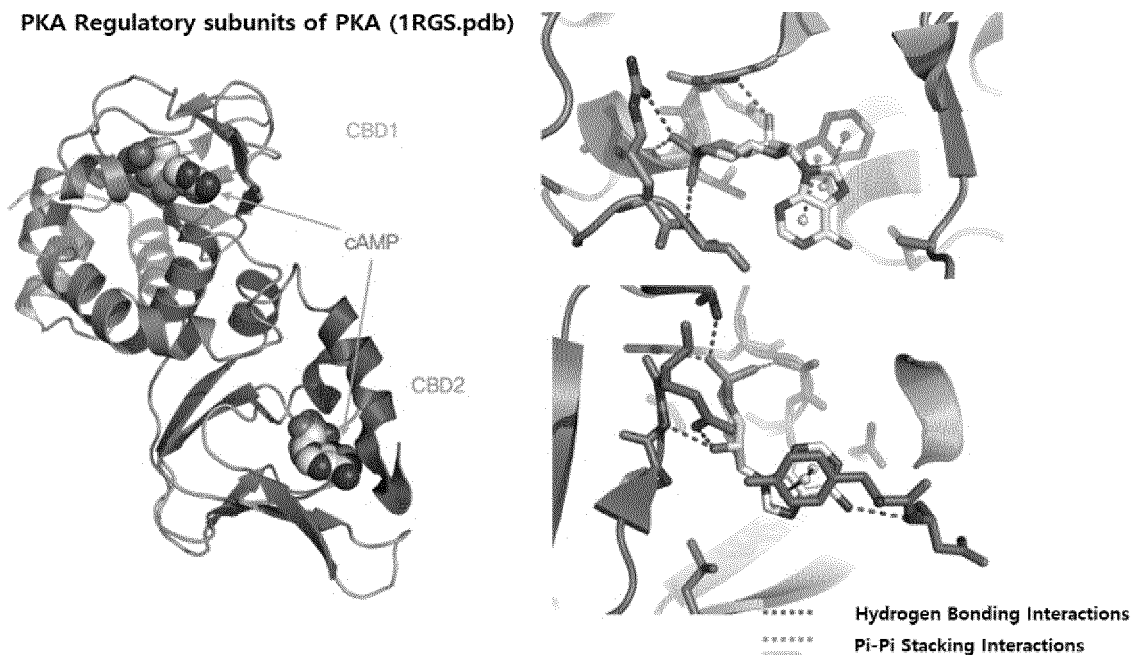 PKA Regulatory subunits of PKA (1RGS.pdb)
CBD1
cAMP
CBD2
Hydrogen Bonding Interactions
Pi-Pi Stacking Interactions